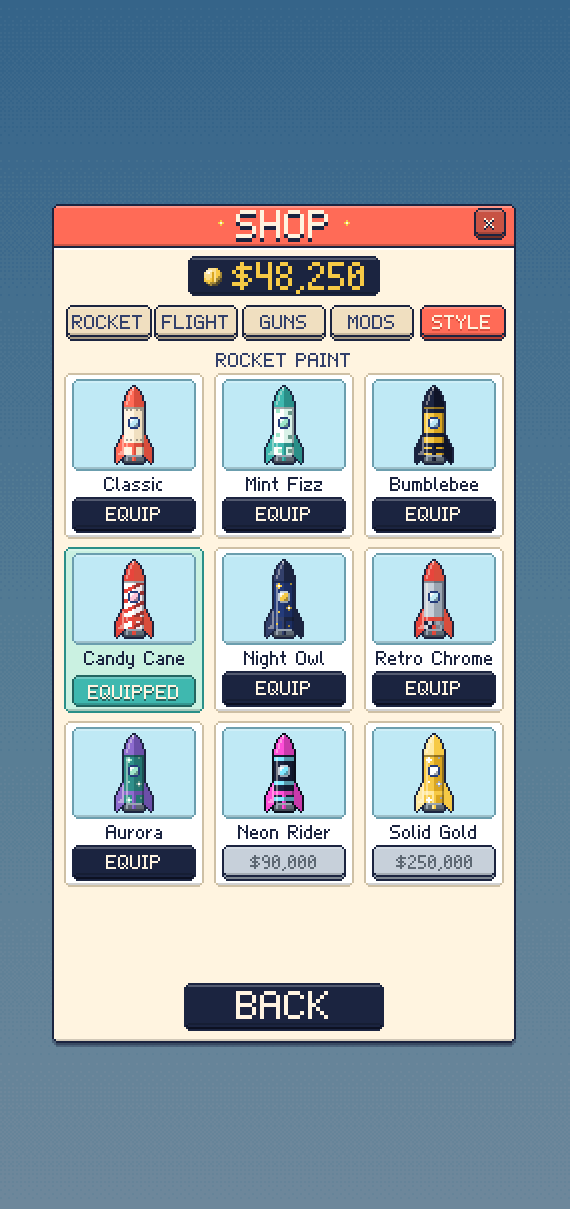 SHOP
x
$48,250
ROCKET FLIGHT GUNS MODS STYLE
ROCKET PAINT
Classic Mint Fizz Bumblebee
EQUIP EQUIP EQUIP
Candy Cane Night Owl Retro Chrome
EQUIPPED EQUIP EQUIP
Aurora Neon Rider Solid Gold
EQUIP $90,000 $250,000
BACK